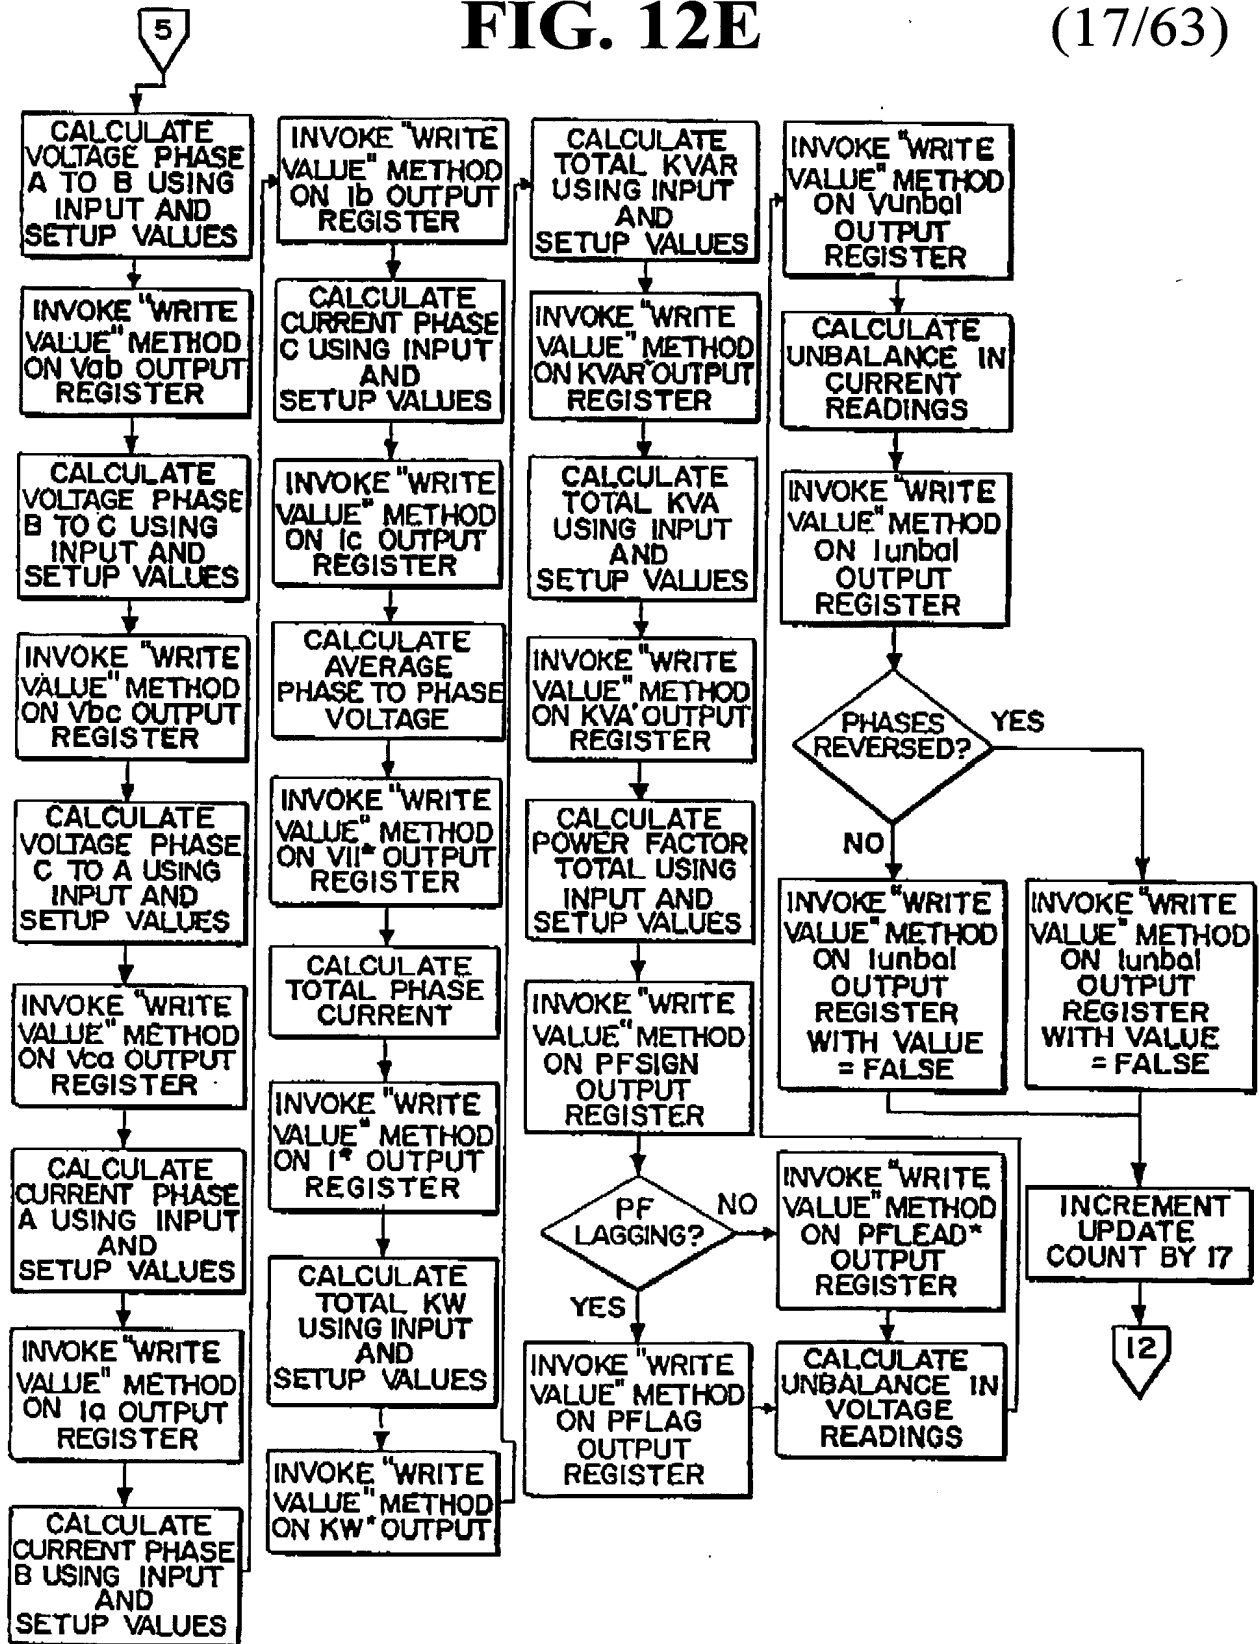 FIG. 12E
(17/63)
5
CALCULATE
VOLTAGE PHASE
A TO B USING
INPUT AND
SETUP VALUES
INVOKE "WRITE
VALUE" METHOD
ON Vab OUTPUT
REGISTER
CALCULATE
VOLTAGE PHASE
B TO C USING
INPUT AND
SETUP VALUES
INVOKE "WRITE
VALUE" METHOD
ON Vbc OUTPUT
REGISTER
CALCULATE
VOLTAGE PHASE
C TO A USING
INPUT AND
SETUP VALUES
INVOKE "WRITE
VALUE" METHOD
ON Vca OUTPUT
REGISTER
CALCULATE
CURRENT PHASE
A USING INPUT
AND
SETUP VALUES
INVOKE "WRITE
VALUE" METHOD
ON Ia OUTPUT
REGISTER
CALCULATE
CURRENT PHASE
B USING INPUT
AND
SETUP VALUES
INVOKE "WRITE
VALUE" METHOD
ON Ib OUTPUT
REGISTER
CALCULATE
CURRENT PHASE
C USING INPUT
AND
SETUP VALUES
INVOKE "WRITE
VALUE" METHOD
ON Ic OUTPUT
REGISTER
CALCULATE
AVERAGE
PHASE TO PHASE
VOLTAGE
INVOKE "WRITE
VALUE" METHOD
ON Vll* OUTPUT
REGISTER
CALCULATE
TOTAL PHASE
CURRENT
INVOKE "WRITE
VALUE" METHOD
ON I* OUTPUT
REGISTER
CALCULATE
TOTAL KW
USING INPUT
AND
SETUP VALUES
INVOKE "WRITE
VALUE" METHOD
ON KW* OUTPUT
CALCULATE
TOTAL KVAR
USING INPUT
AND
SETUP VALUES
INVOKE "WRITE
VALUE" METHOD
ON KVAR* OUTPUT
REGISTER
CALCULATE
TOTAL KVA
USING INPUT
AND
SETUP VALUES
INVOKE "WRITE
VALUE" METHOD
ON KVA* OUTPUT
REGISTER
CALCULATE
POWER FACTOR
TOTAL USING
INPUT AND
SETUP VALUES
INVOKE "WRITE
VALUE" METHOD
ON PFSIGN
OUTPUT
REGISTER
PF
LAGGING?
NO
YES
INVOKE "WRITE
VALUE" METHOD
ON PFLAG
OUTPUT
REGISTER
INVOKE "WRITE
VALUE" METHOD
ON PFLEAD*
OUTPUT
REGISTER
CALCULATE
UNBALANCE IN
VOLTAGE
READINGS
INVOKE "WRITE
VALUE" METHOD
ON Vunbal
OUTPUT
REGISTER
CALCULATE
UNBALANCE IN
CURRENT
READINGS
INVOKE "WRITE
VALUE" METHOD
ON Iunbal
OUTPUT
REGISTER
PHASES
REVERSED?
YES
NO
INVOKE "WRITE
VALUE" METHOD
ON Iunbal
OUTPUT
REGISTER
WITH VALUE
= FALSE
INVOKE "WRITE
VALUE" METHOD
ON Iunbal
OUTPUT
REGISTER
WITH VALUE
= FALSE
INCREMENT
UPDATE
COUNT BY 17
12